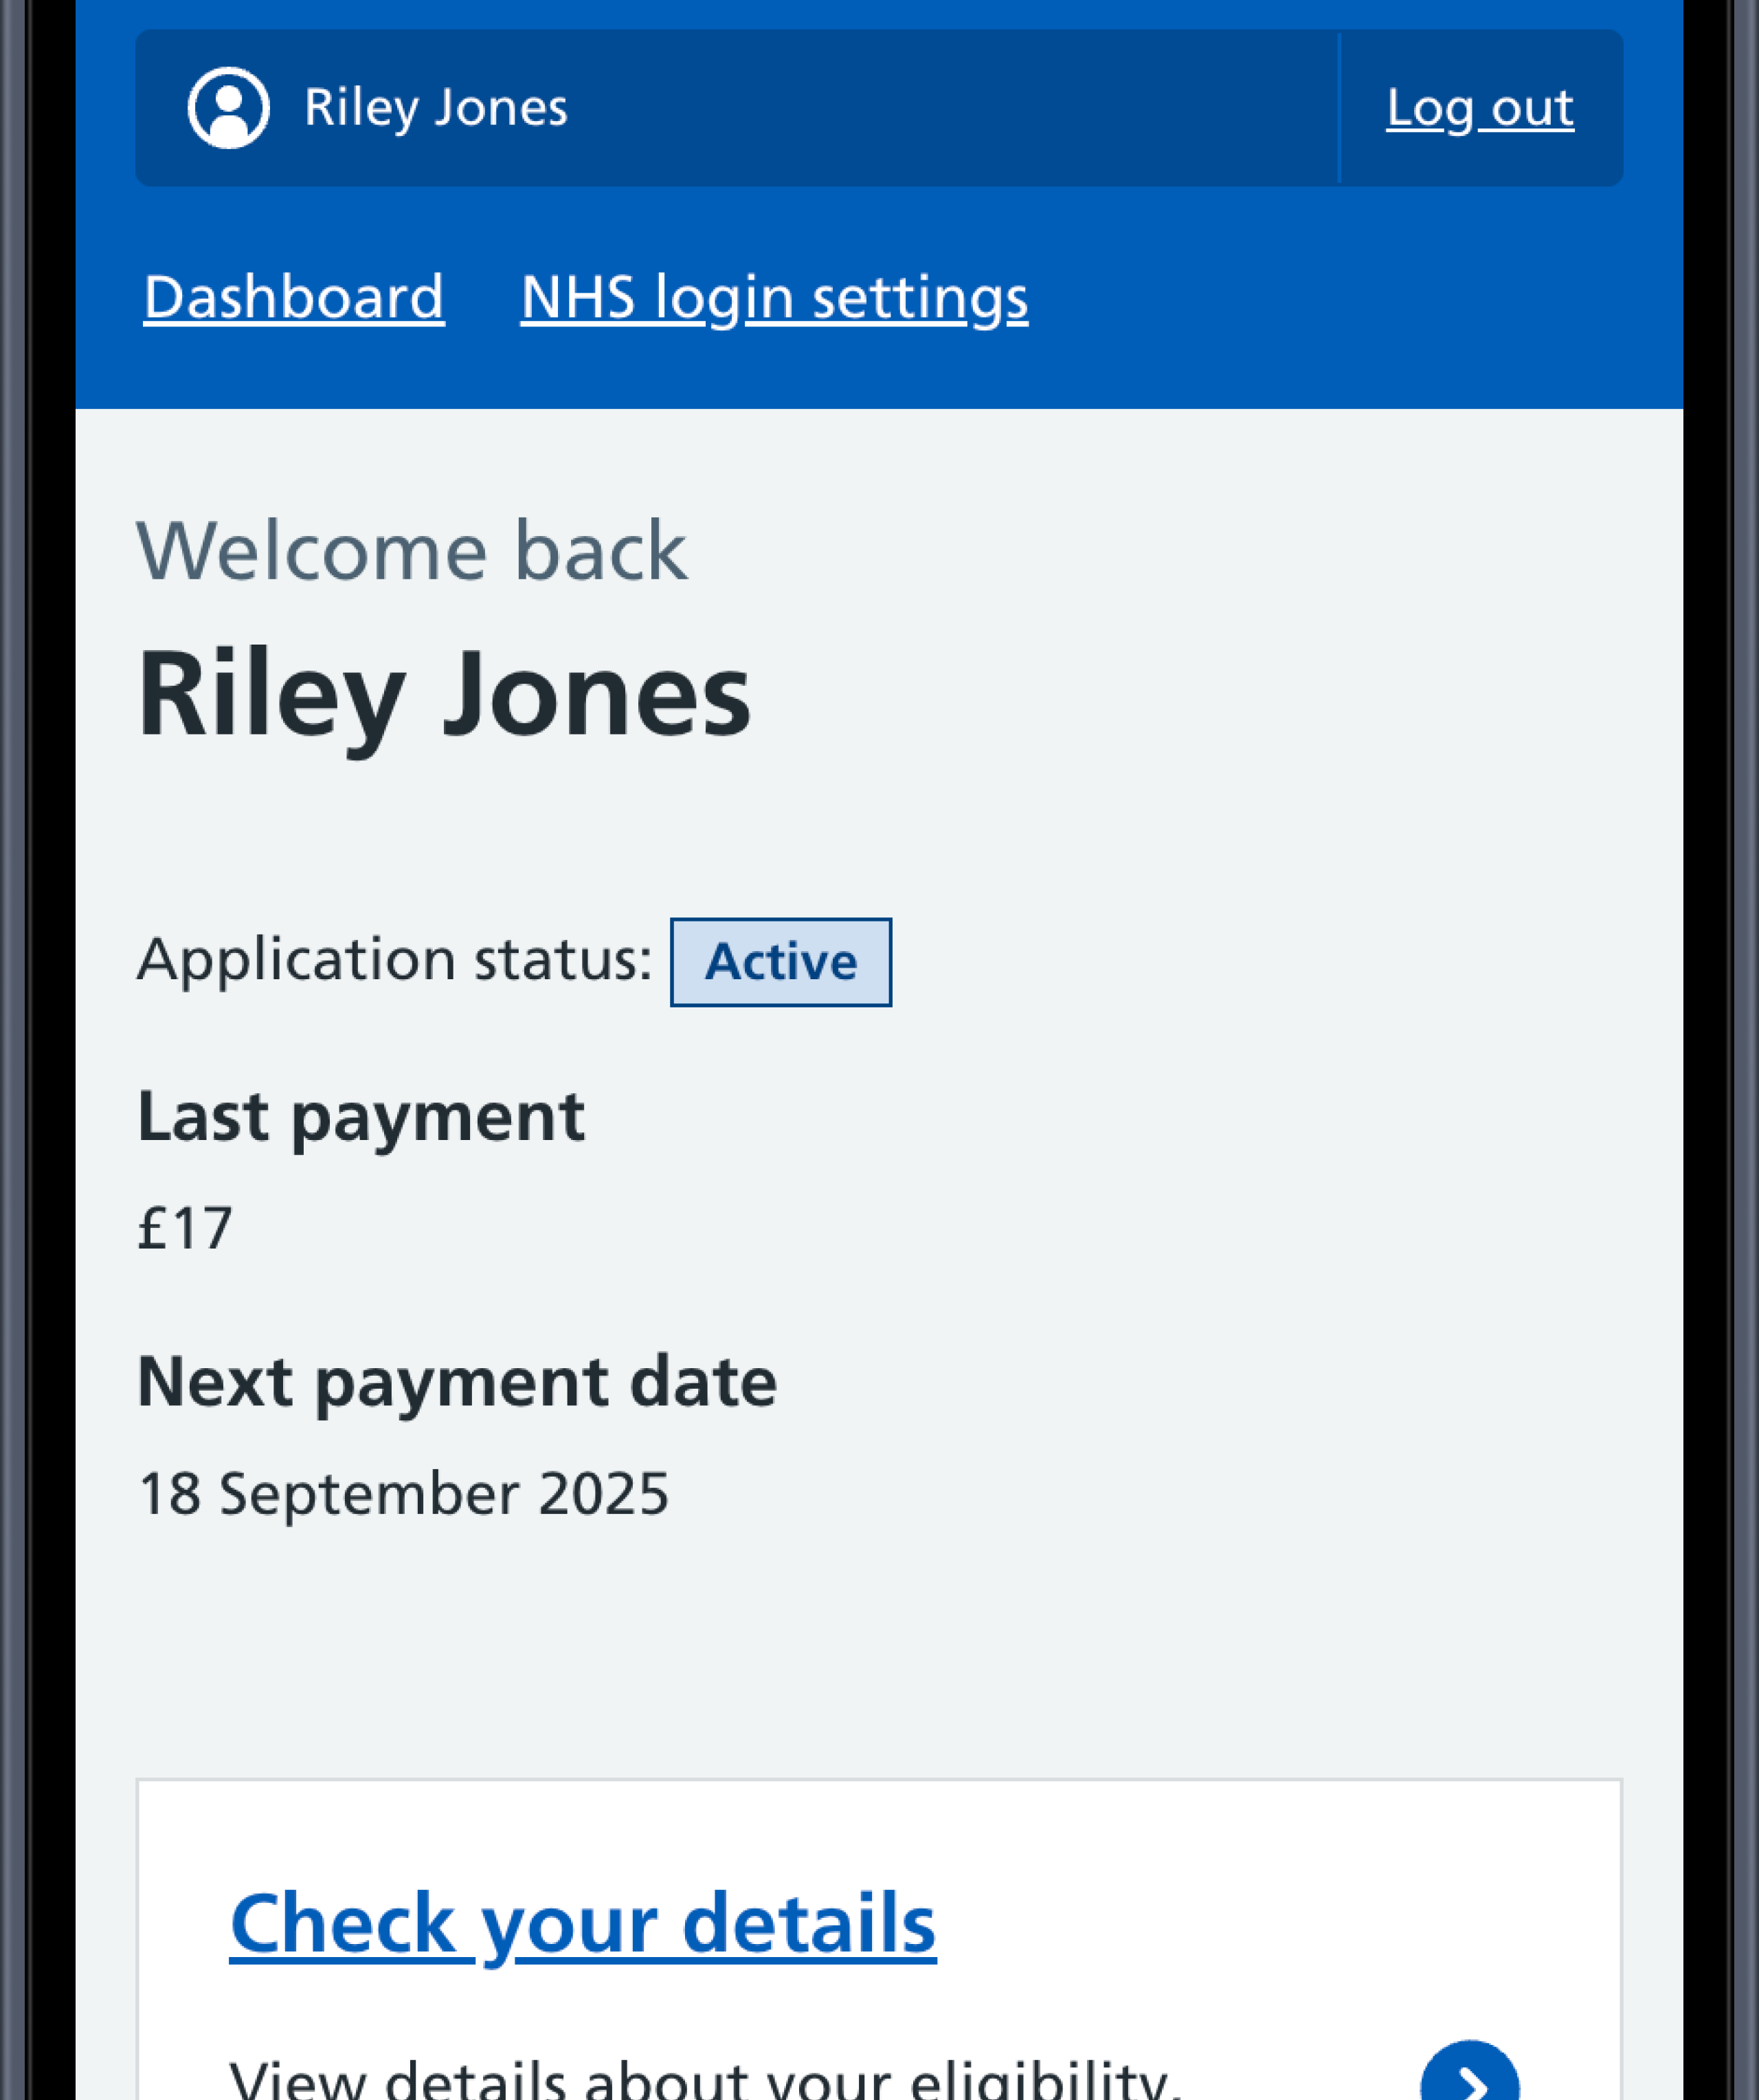 Riley Jones
Log out
Dashboard NHS login settings
Welcome back
Riley Jones
Application status: Active
Last payment
£17
Next payment date
18 September 2025
Check your details
View details about your eligibility,